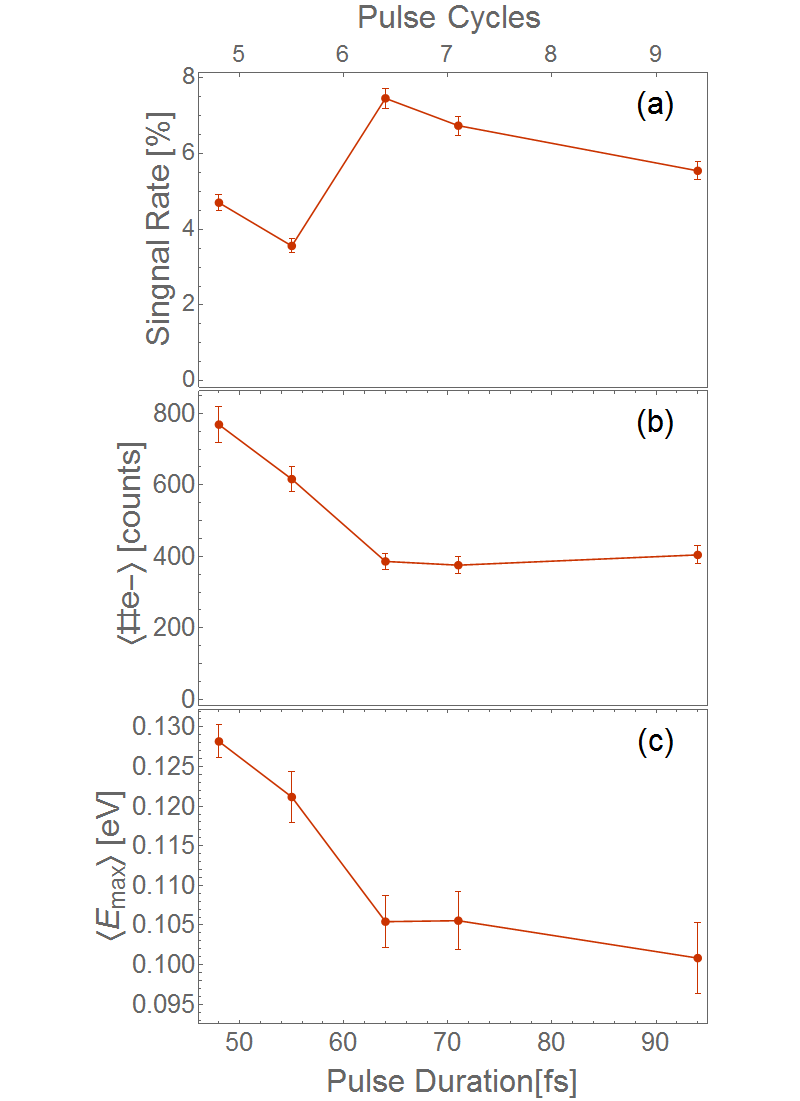 Pulse Cycles
5 6 7 8 9
(a)
Singnal Rate [%]
8
6
4
2
0
(b)
⟨#e−⟩ [counts]
800
600
400
200
0
(c)
⟨Emax⟩ [eV]
0.130
0.125
0.120
0.115
0.110
0.105
0.100
0.095
50 60 70 80 90
Pulse Duration[fs]